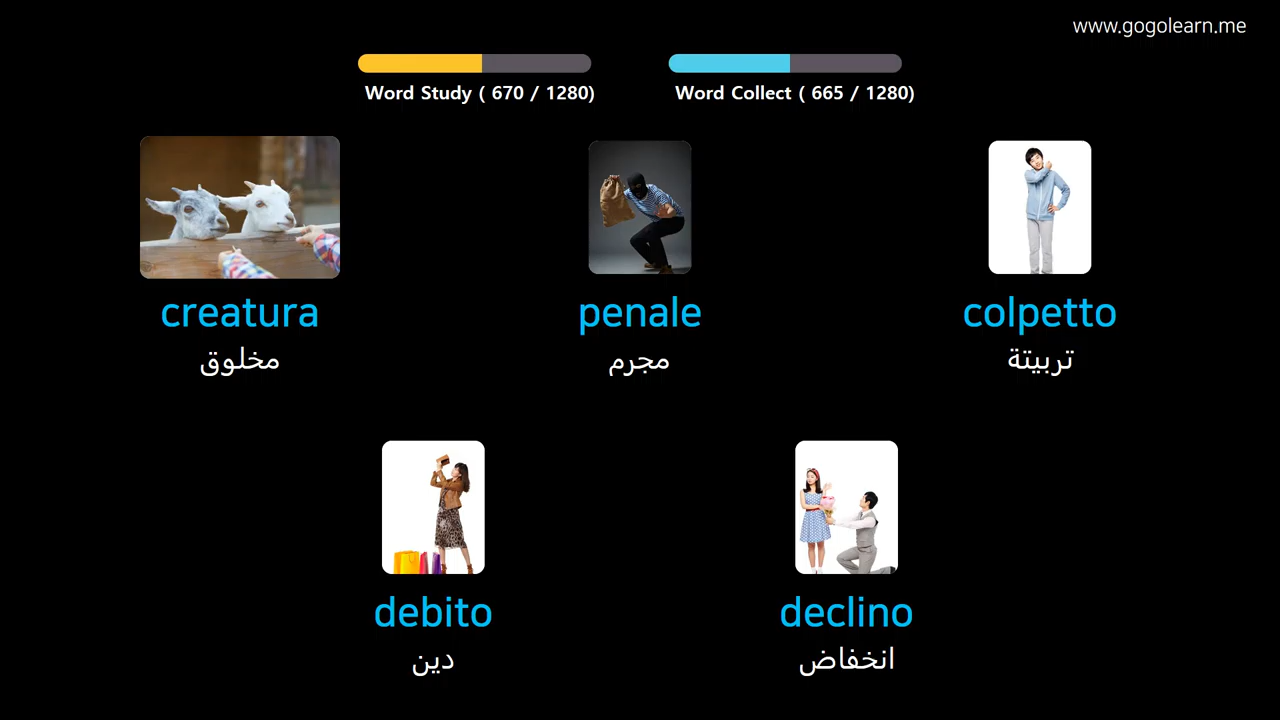 www.gogolearn.me
Word Study ( 670 / 1280)
Word Collect ( 665 / 1280)
creatura
مخلوق
penale
مجرم
colpetto
تربيتة
debito
دين
declino
انخفاض